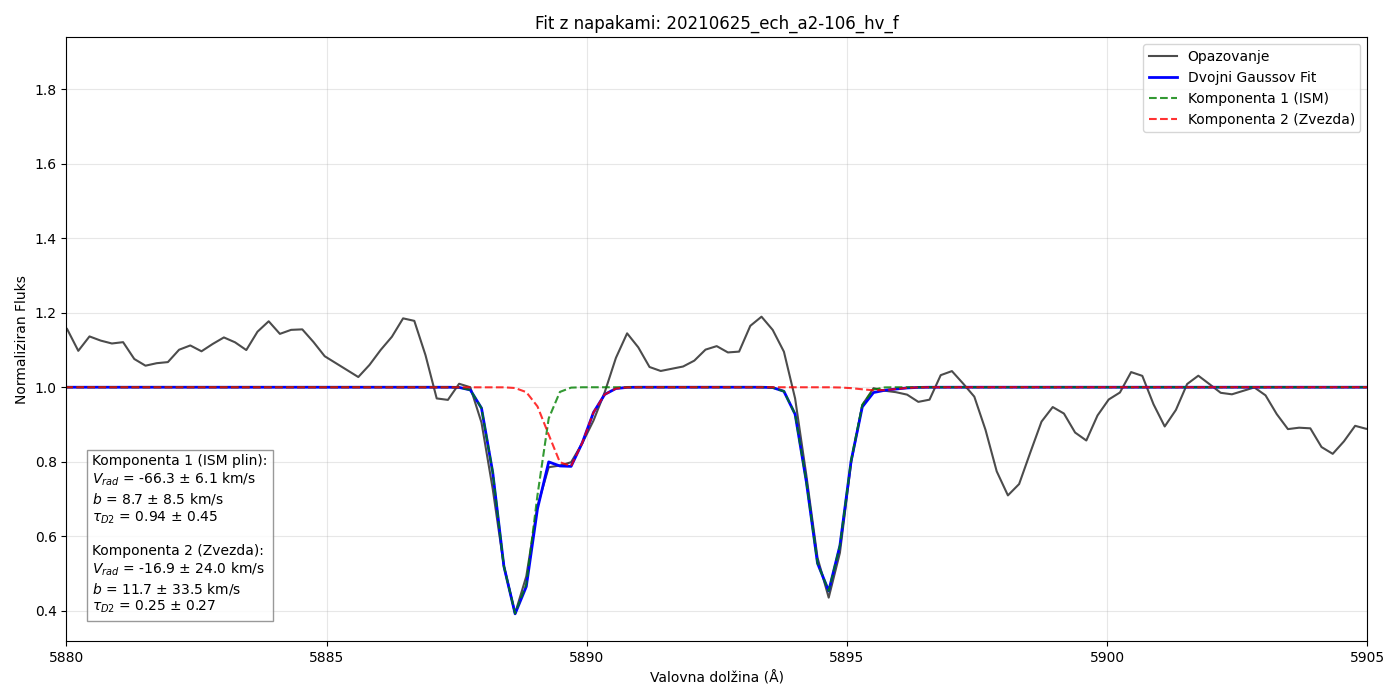 Fit z napakami: 20210625_ech_a2-106_hv_f
Normaliziran Fluks
1.8
1.6
1.4
1.2
1.0
0.8
0.6
0.4
Opazovanje
Dvojni Gaussov Fit
Komponenta 1 (ISM)
Komponenta 2 (Zvezda)
Komponenta 1 (ISM plin):
V_rad = -66.3 ± 6.1 km/s
b = 8.7 ± 8.5 km/s
τ_D2 = 0.94 ± 0.45
Komponenta 2 (Zvezda):
V_rad = -16.9 ± 24.0 km/s
b = 11.7 ± 33.5 km/s
τ_D2 = 0.25 ± 0.27
5880 5885 5890 5895 5900 5905
Valovna dolžina (Å)